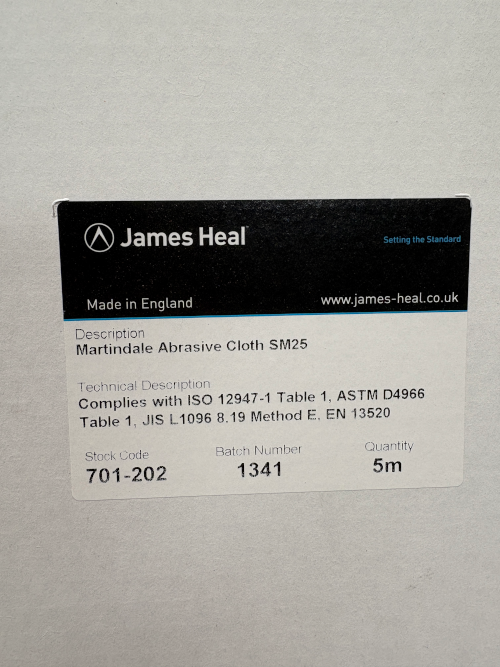 James Heal
Setting the Standard
Made in England
www.james-heal.co.uk
Description
Martindale Abrasive Cloth SM25
Technical Description
Complies with ISO 12947-1 Table 1, ASTM D4966
Table 1, JIS L1096 8.19 Method E, EN 13520
Stock Code
701-202
Batch Number
1341
Quantity
5m